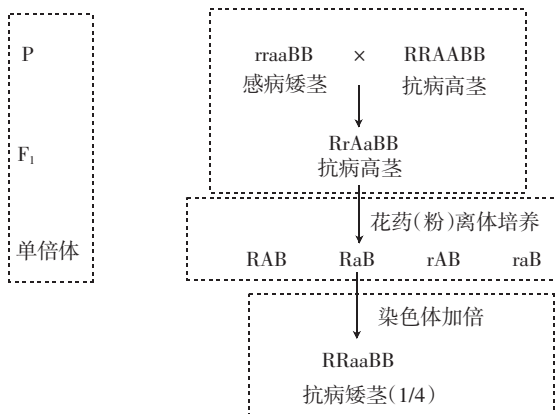 P rraaBB × RRAABB
感病矮茎 抗病高茎
RrAaBB
F₁ 抗病高茎
花药(粉)离体培养
单倍体 RAB RaB rAB raB
染色体加倍
RRaaBB
抗病矮茎(1/4)